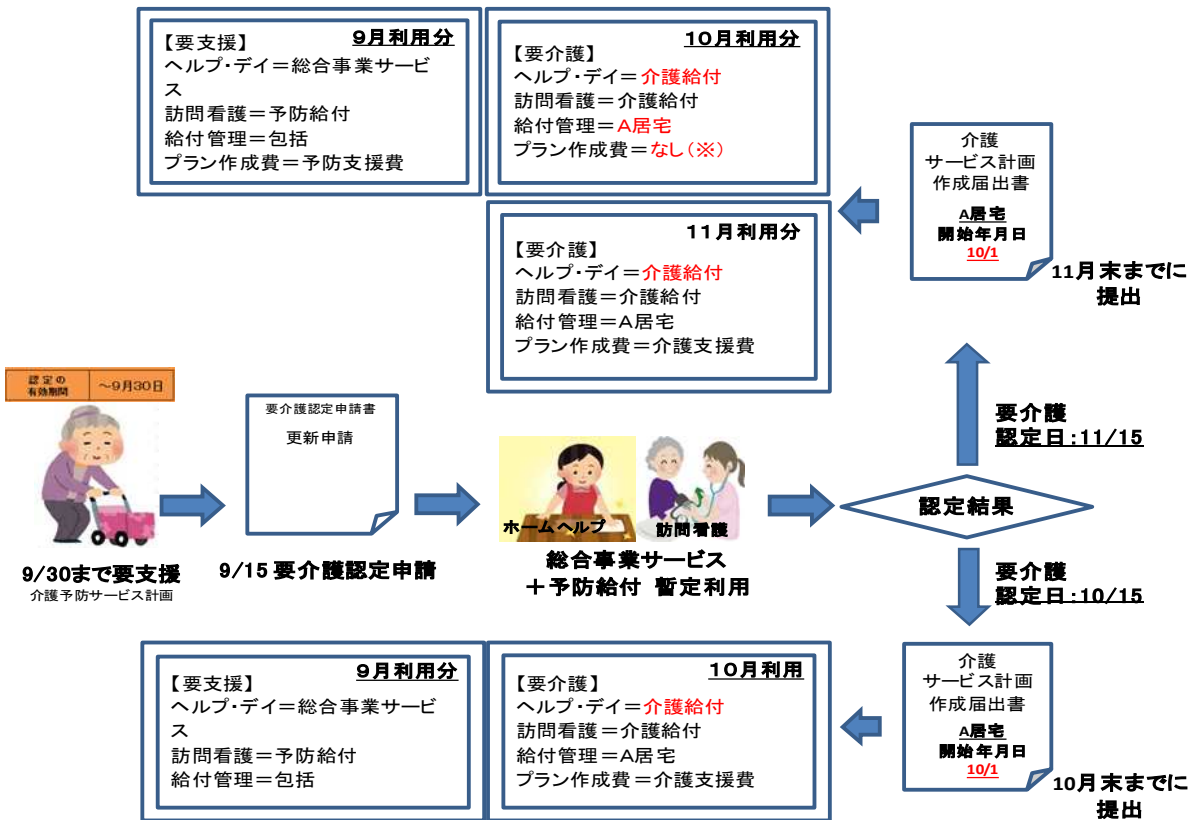 9月利用分
【要支援】
ヘルプ・デイ＝総合事業サービ
ス
訪問看護＝予防給付
給付管理＝包括
プラン作成費＝予防支援費
10月利用分
【要介護】
ヘルプ・デイ＝介護給付
訪問看護＝介護給付
給付管理＝A居宅
プラン作成費＝なし（※）
11月利用分
【要介護】
ヘルプ・デイ＝介護給付
訪問看護＝介護給付
給付管理＝A居宅
プラン作成費＝介護支援費
介護
サービス計画
作成届出書
A居宅
開始年月日
10/1
11月末までに
提出
認定の
有効期間
～9月30日
9/30まで要支援
介護予防サービス計画
要介護認定申請書
更新申請
9/15 要介護認定申請
ホームヘルプ
訪問看護
総合事業サービス
＋予防給付 暫定利用
要介護
認定日：11/15
認定結果
要介護
認定日：10/15
9月利用分
【要支援】
ヘルプ・デイ＝総合事業サービ
ス
訪問看護＝予防給付
給付管理＝包括
10月利用
【要介護】
ヘルプ・デイ＝介護給付
訪問看護＝介護給付
給付管理＝A居宅
プラン作成費＝介護支援費
介護
サービス計画
作成届出書
A居宅
開始年月日
10/1
10月末までに
提出